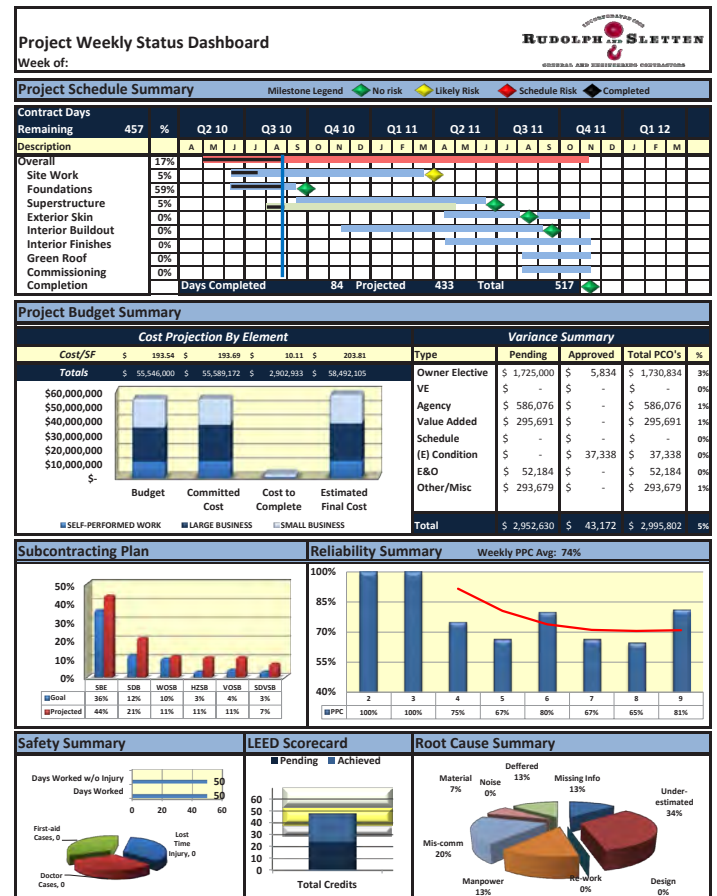 INCORPORATED 1960
RUDOLPH AND SLETTEN
GENERAL AND ENGINEERING CONTRACTORS
Project Weekly Status Dashboard
Week of:
Project Schedule Summary Milestone Legend No risk Likely Risk Schedule Risk Completed
Contract Days
Remaining 457 % Q2 10 Q3 10 Q4 10 Q1 11 Q2 11 Q3 11 Q4 11 Q1 12
Description A M J J A S O N D J F M A M J J A S O N D J F M
Overall 17%
Site Work 5%
Foundations 59%
Superstructure 5%
Exterior Skin 0%
Interior Buildout 0%
Interior Finishes 0%
Green Roof 0%
Commissioning 0%
Completion Days Completed 84 Projected 433 Total 517
Project Budget Summary
Cost Projection By Element
Cost/SF $ 193.54 $ 193.69 $ 10.11 $ 203.81
Totals $ 55,546,000 $ 55,589,172 $ 2,902,933 $ 58,492,105
$60,000,000
$50,000,000
$40,000,000
$30,000,000
$20,000,000
$10,000,000
$-
Budget Committed Cost Cost to Complete Estimated Final Cost
SELF-PERFORMED WORK LARGE BUSINESS SMALL BUSINESS
Variance Summary
Type Pending Approved Total PCO's %
Owner Elective $ 1,725,000 $ 5,834 $ 1,730,834 3%
VE $ - $ - $ - 0%
Agency $ 586,076 $ - $ 586,076 1%
Value Added $ 295,691 $ - $ 295,691 1%
Schedule $ - $ - $ - 0%
(E) Condition $ - $ 37,338 $ 37,338 0%
E&O $ 52,184 $ - $ 52,184 0%
Other/Misc $ 293,679 $ - $ 293,679 1%
Total $ 2,952,630 $ 43,172 $ 2,995,802 5%
Subcontracting Plan
50%
40%
30%
20%
10%
0%
SBE SDB WOSB HZSB VOSB SDVSB
Goal 36% 12% 10% 3% 4% 3%
Projected 44% 21% 11% 11% 11% 7%
Reliability Summary Weekly PPC Avg: 74%
100%
85%
70%
55%
40%
2 3 4 5 6 7 8 9
PPC 100% 100% 75% 67% 80% 67% 65% 81%
Safety Summary
Days Worked w/o Injury 50
Days Worked 50
0 20 40 60
First-aid Cases, 0
Lost Time Injury, 0
Doctor Cases, 0
LEED Scorecard
Pending Achieved
60
50
40
30
20
10
0
Total Credits
Root Cause Summary
Deffered 13%
Material 7%
Noise 0%
Missing Info 13%
Under-estimated 34%
Mis-comm 20%
Manpower 13%
Re-work 0%
Design 0%